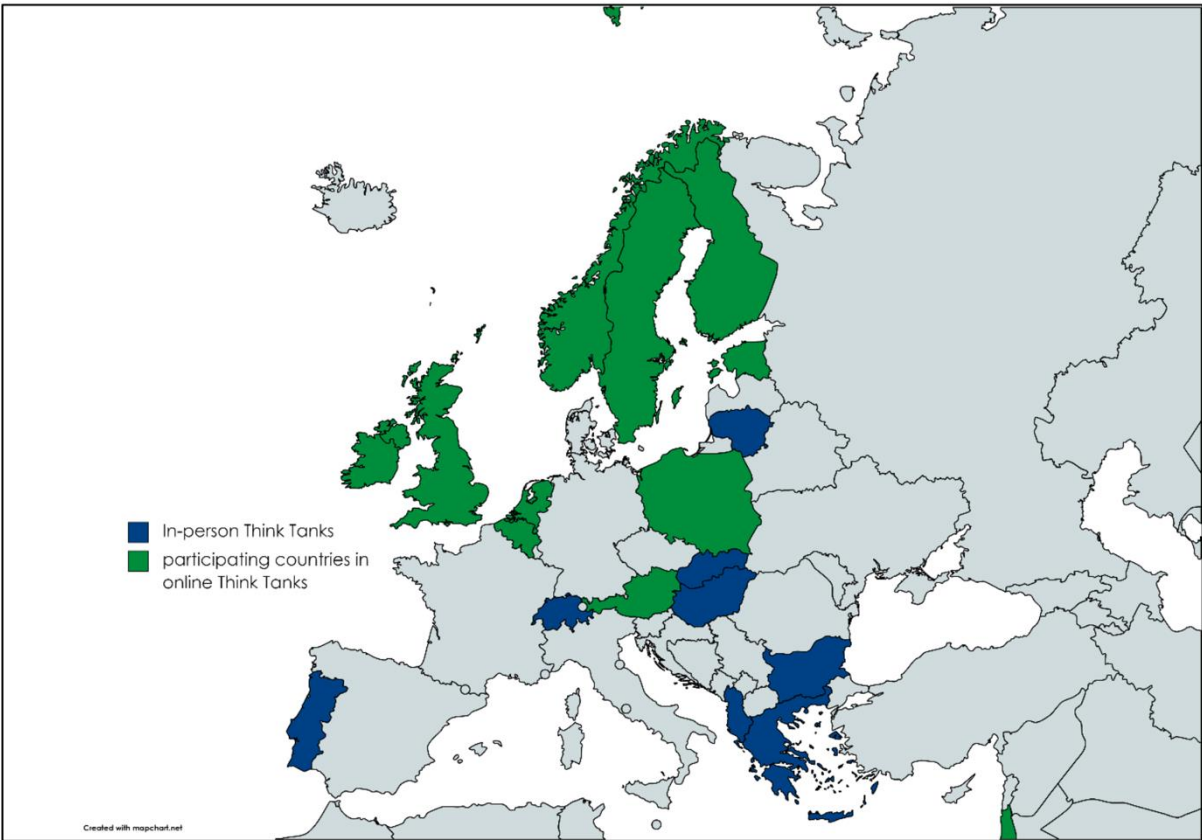 In-person Think Tanks
participating countries in
online Think Tanks
Created with mapchart.net